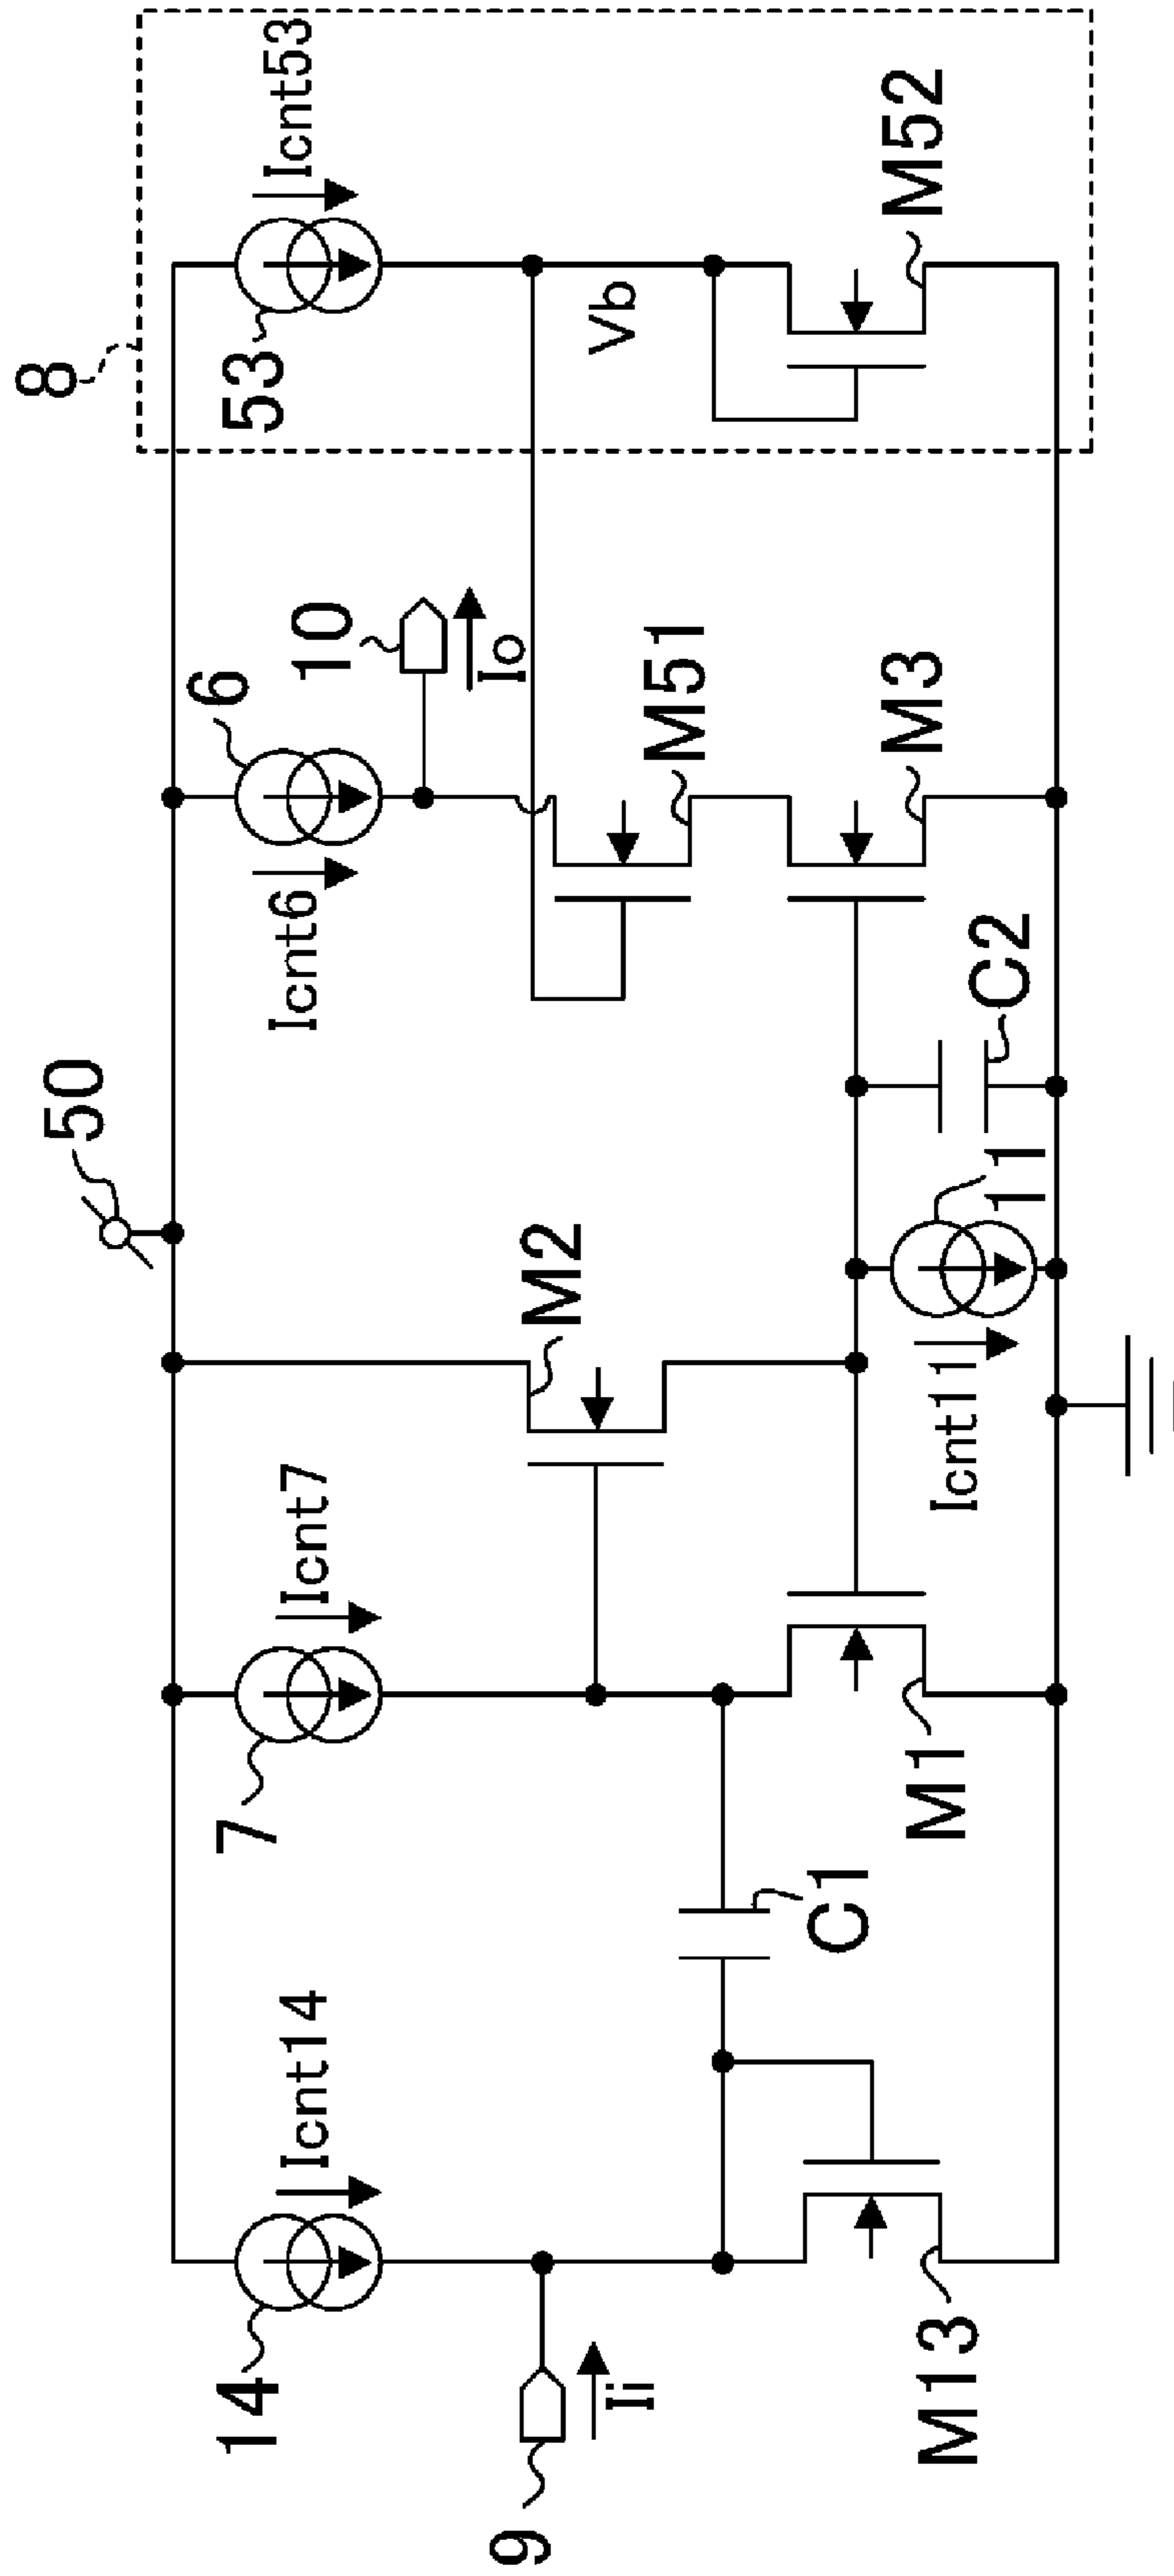 8
53
Icnt53
Vb
M52
6
Icnt6
10
Io
M51
M3
50
C2
M2
11
Icnt11
7
Icnt7
M1
C1
14
Icnt14
9
Ii
M13